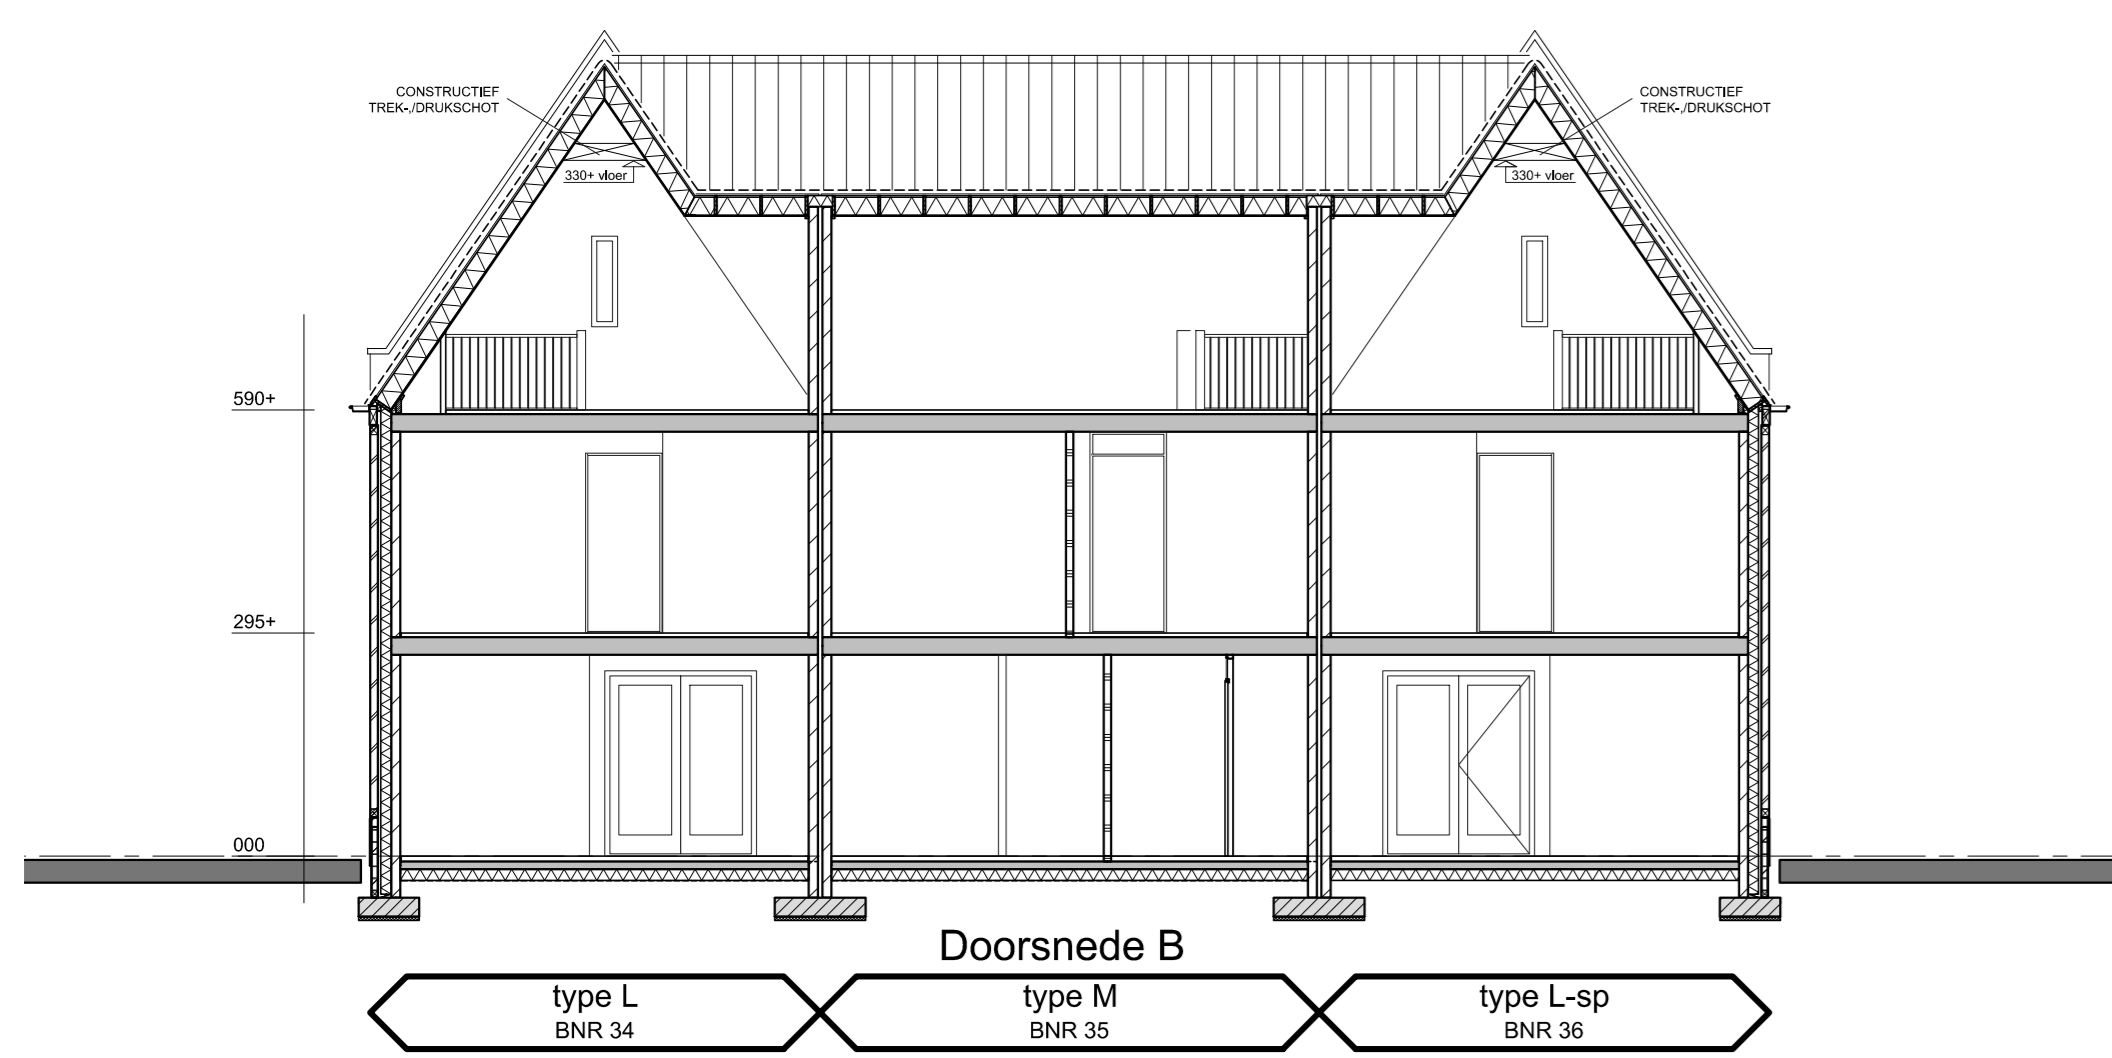 CONSTRUCTIEF
TREK-,/DRUKSCHOT
CONSTRUCTIEF
TREK-,/DRUKSCHOT
330+ vloer
330+ vloer
590+
295+
000
Doorsnede B
type L
BNR 34
type M
BNR 35
type L-sp
BNR 36